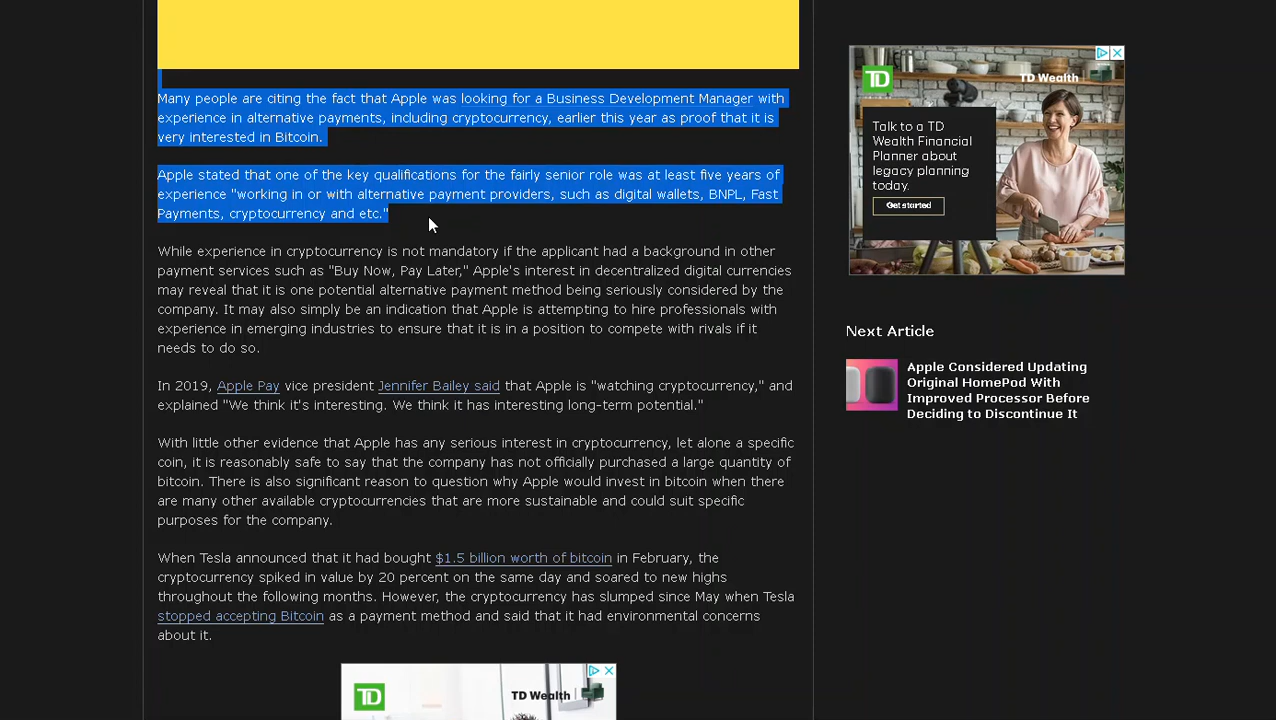 Many people are citing the fact that Apple was looking for a Business Development Manager with
experience in alternative payments, including cryptocurrency, earlier this year as proof that it is
very interested in Bitcoin.
Apple stated that one of the key qualifications for the fairly senior role was at least five years of
experience "working in or with alternative payment providers, such as digital wallets, BNPL, Fast
Payments, cryptocurrency and etc."
While experience in cryptocurrency is not mandatory if the applicant had a background in other
payment services such as "Buy Now, Pay Later," Apple's interest in decentralized digital currencies
may reveal that it is one potential alternative payment method being seriously considered by the
company. It may also simply be an indication that Apple is attempting to hire professionals with
experience in emerging industries to ensure that it is in a position to compete with rivals if it
needs to do so.
In 2019, Apple Pay vice president Jennifer Bailey said that Apple is "watching cryptocurrency," and
explained "We think it's interesting. We think it has interesting long-term potential."
With little other evidence that Apple has any serious interest in cryptocurrency, let alone a specific
coin, it is reasonably safe to say that the company has not officially purchased a large quantity of
bitcoin. There is also significant reason to question why Apple would invest in bitcoin when there
are many other available cryptocurrencies that are more sustainable and could suit specific
purposes for the company.
When Tesla announced that it had bought $1.5 billion worth of bitcoin in February, the
cryptocurrency spiked in value by 20 percent on the same day and soared to new highs
throughout the following months. However, the cryptocurrency has slumped since May when Tesla
stopped accepting Bitcoin as a payment method and said that it had environmental concerns
about it.
TD
TD Wealth
TD
TD Wealth
Talk to a TD
Wealth Financial
Planner about
legacy planning
today.
Get started
Next Article
Apple Considered Updating
Original HomePod With
Improved Processor Before
Deciding to Discontinue It